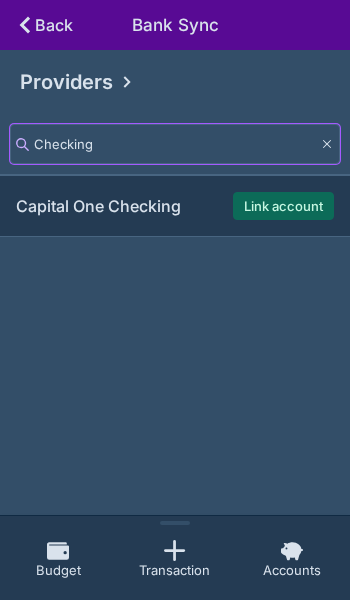 Back
Bank Sync
Providers
Checking
Capital One Checking
Link account
Budget
Transaction
Accounts